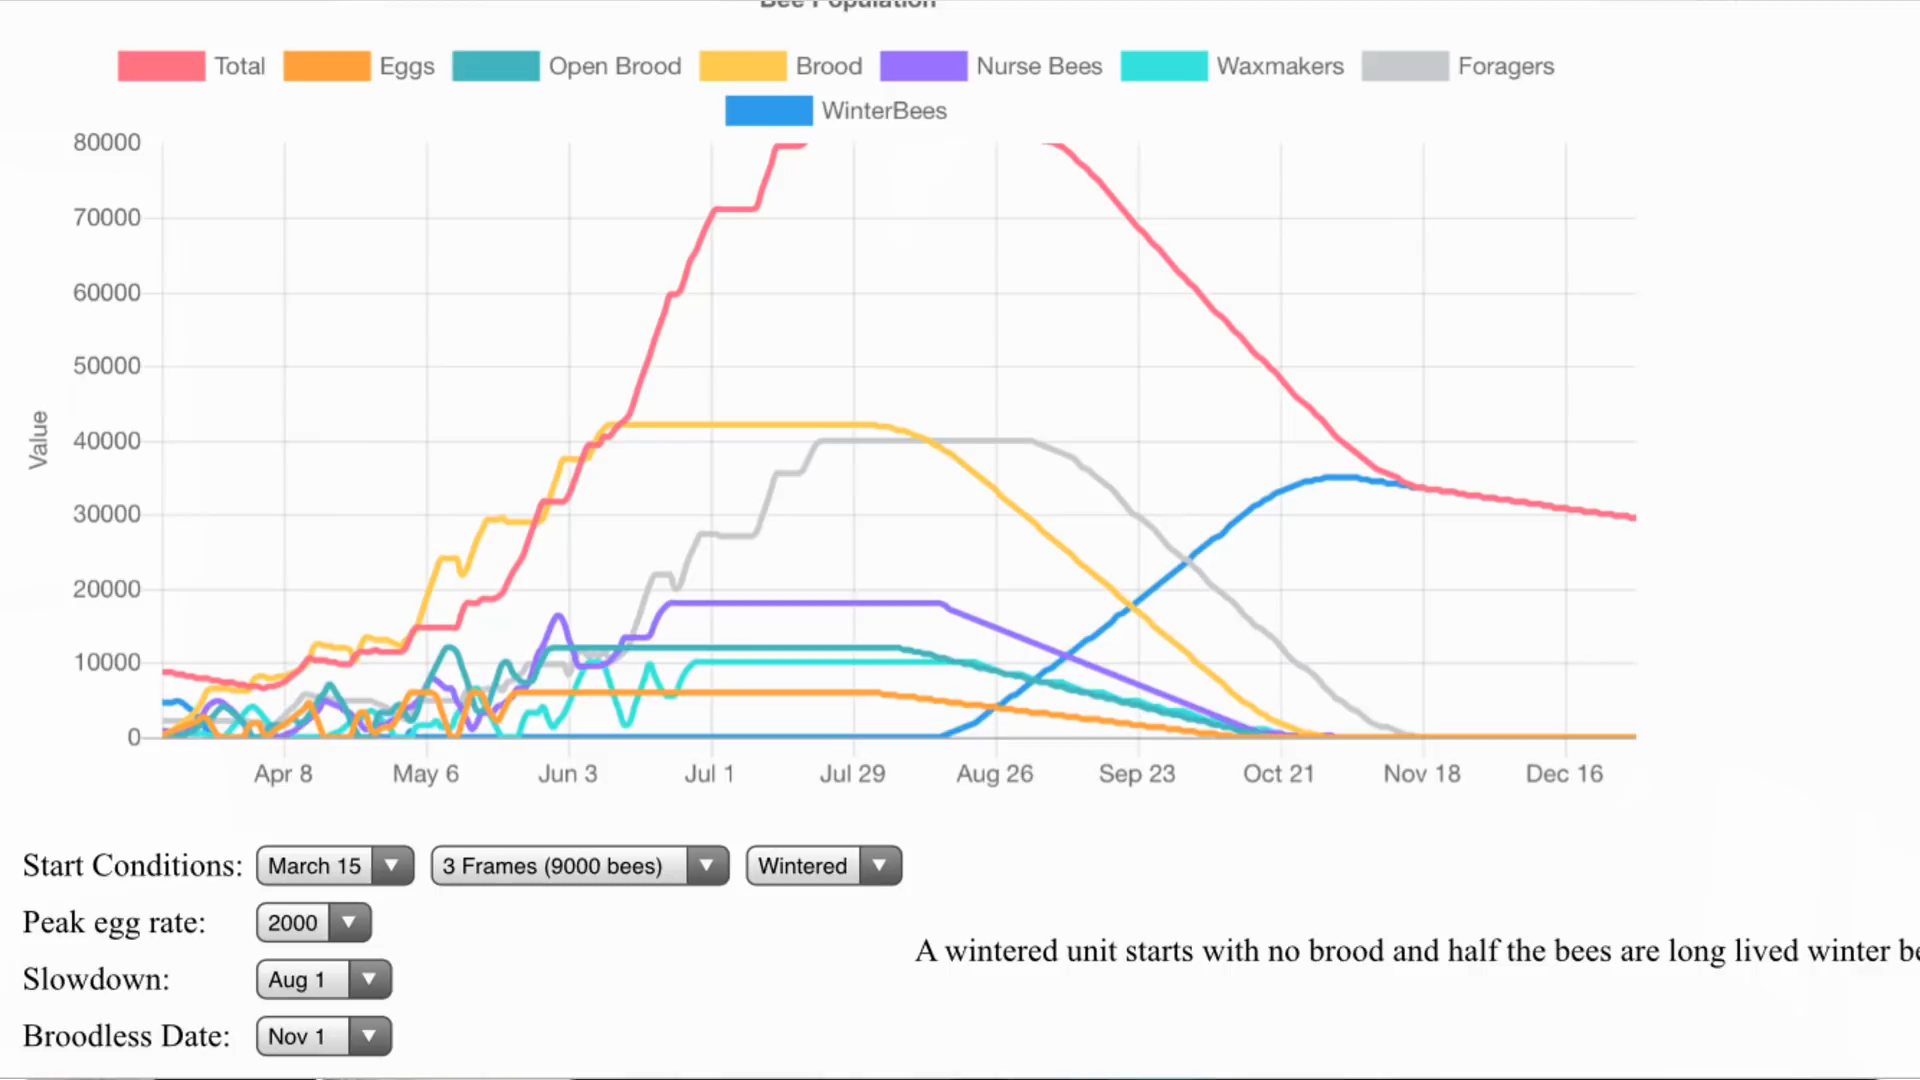 Bee Population
Total Eggs Open Brood Brood Nurse Bees Waxmakers Foragers
WinterBees
80000
70000
60000
50000
40000
30000
20000
10000
0
Value
Apr 8 May 6 Jun 3 Jul 1 Jul 29 Aug 26 Sep 23 Oct 21 Nov 18 Dec 16
Start Conditions: March 15 3 Frames (9000 bees) Wintered
Peak egg rate: 2000
A wintered unit starts with no brood and half the bees are long lived winter be
Slowdown: Aug 1
Broodless Date: Nov 1